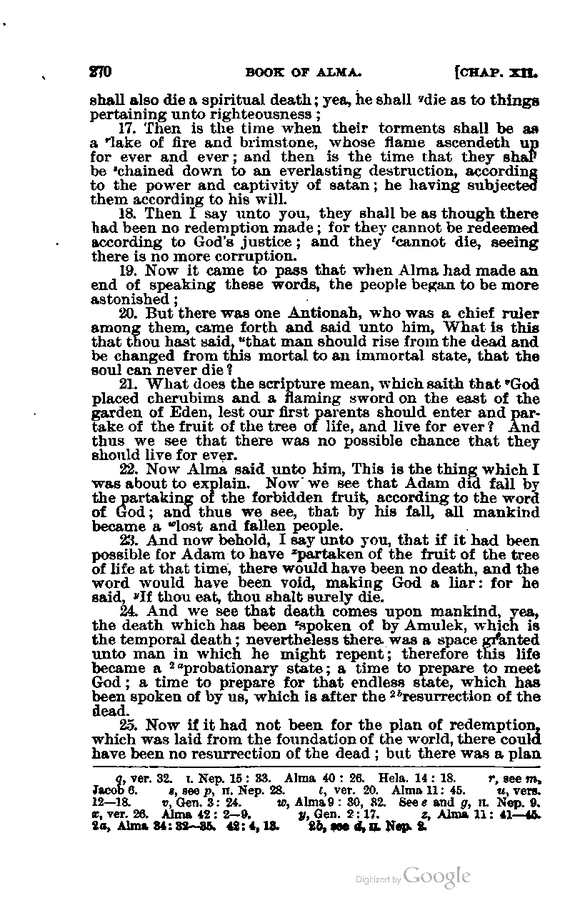 270 BOOK OF ALMA. [CHAP. XII.
shall also die a spiritual death; yea, he shall qdie as to things
pertaining unto righteousness;
17. Then is the time when their torments shall be as
a rlake of fire and brimstone, whose flame ascendeth up
for ever and ever; and then is the time that they shall
be schained down to an everlasting destruction, according
to the power and captivity of satan; he having subjected
them according to his will.
18. Then I say unto you, they shall be as though there
had been no redemption made; for they cannot be redeemed
according to God's justice; and they tcannot die, seeing
there is no more corruption.
19. Now it came to pass that when Alma had made an
end of speaking these words, the people began to be more
astonished;
20. But there was one Antionah, who was a chief ruler
among them, came forth and said unto him, What is this
that thou hast said, uthat man should rise from the dead and
be changed from this mortal to an immortal state, that the
soul can never die?
21. What does the scripture mean, which saith that vGod
placed cherubims and a flaming sword on the east of the
garden of Eden, lest our first parents should enter and par-
take of the fruit of the tree of life, and live for ever? And
thus we see that there was no possible chance that they
should live for ever.
22. Now Alma said unto him, This is the thing which I
was about to explain. Now we see that Adam did fall by
the partaking of the forbidden fruit, according to the word
of God; and thus we see, that by his fall, all mankind
became a wlost and fallen people.
23. And now behold, I say unto you, that if it had been
possible for Adam to have xpartaken of the fruit of the tree
of life at that time, there would have been no death, and the
word would have been void, making God a liar: for he
said, yIf thou eat, thou shalt surely die.
24. And we see that death comes upon mankind, yea,
the death which has been zspoken of by Amulek, which is
the temporal death; nevertheless there was a space granted
unto man in which he might repent; therefore this life
became a 2aprobationary state; a time to prepare to meet
God; a time to prepare for that endless state, which has
been spoken of by us, which is after the 2bresurrection of the
dead.
25. Now if it had not been for the plan of redemption,
which was laid from the foundation of the world, there could
have been no resurrection of the dead; but there was a plan
q, ver. 32. I. Nep. 15: 33. Alma 40: 26. Hela. 14: 18. r, see m,
Jacob 6. s, see p, II. Nep. 28. t, ver. 20. Alma 11: 45. u, vers.
12—18. v, Gen. 3: 24. w, Alma 9: 30, 32. See e and g, II. Nep. 9.
x, ver. 26. Alma 42: 2—9. y, Gen. 2: 17. z, Alma 11: 41—45.
2a, Alma 34: 32—35. 42: 4, 13. 2b, see d, II. Nep. 2.
Digitized by Google